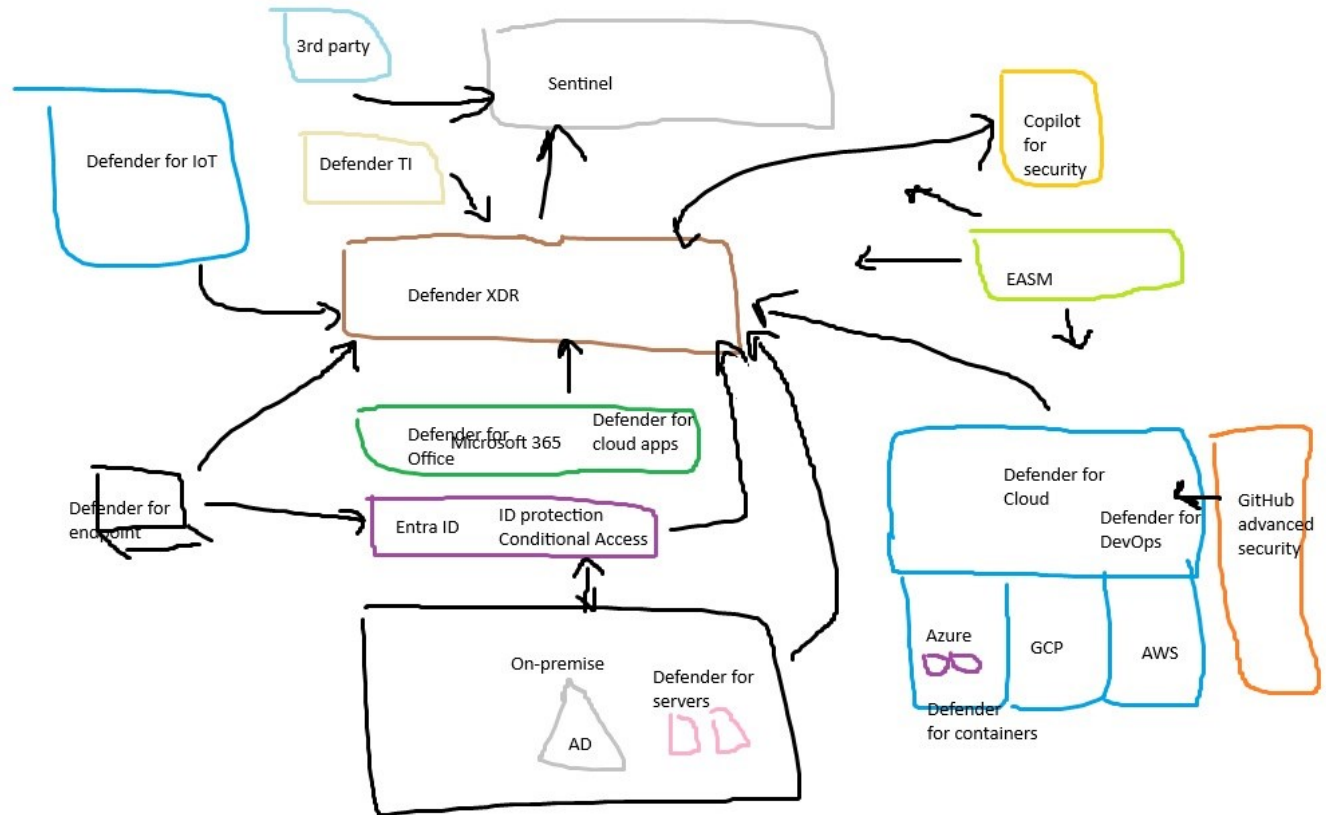 3rd party
Sentinel
Copilot
for
security
Defender for IoT
Defender TI
EASM
Defender XDR
Defender for
Office
Microsoft 365
Defender for
cloud apps
Defender for
endpoint
Entra ID
ID protection
Conditional Access
Defender for
Cloud
Defender for
DevOps
GitHub
advanced
security
On-premise
AD
Defender for
servers
Azure
GCP
AWS
Defender
for containers